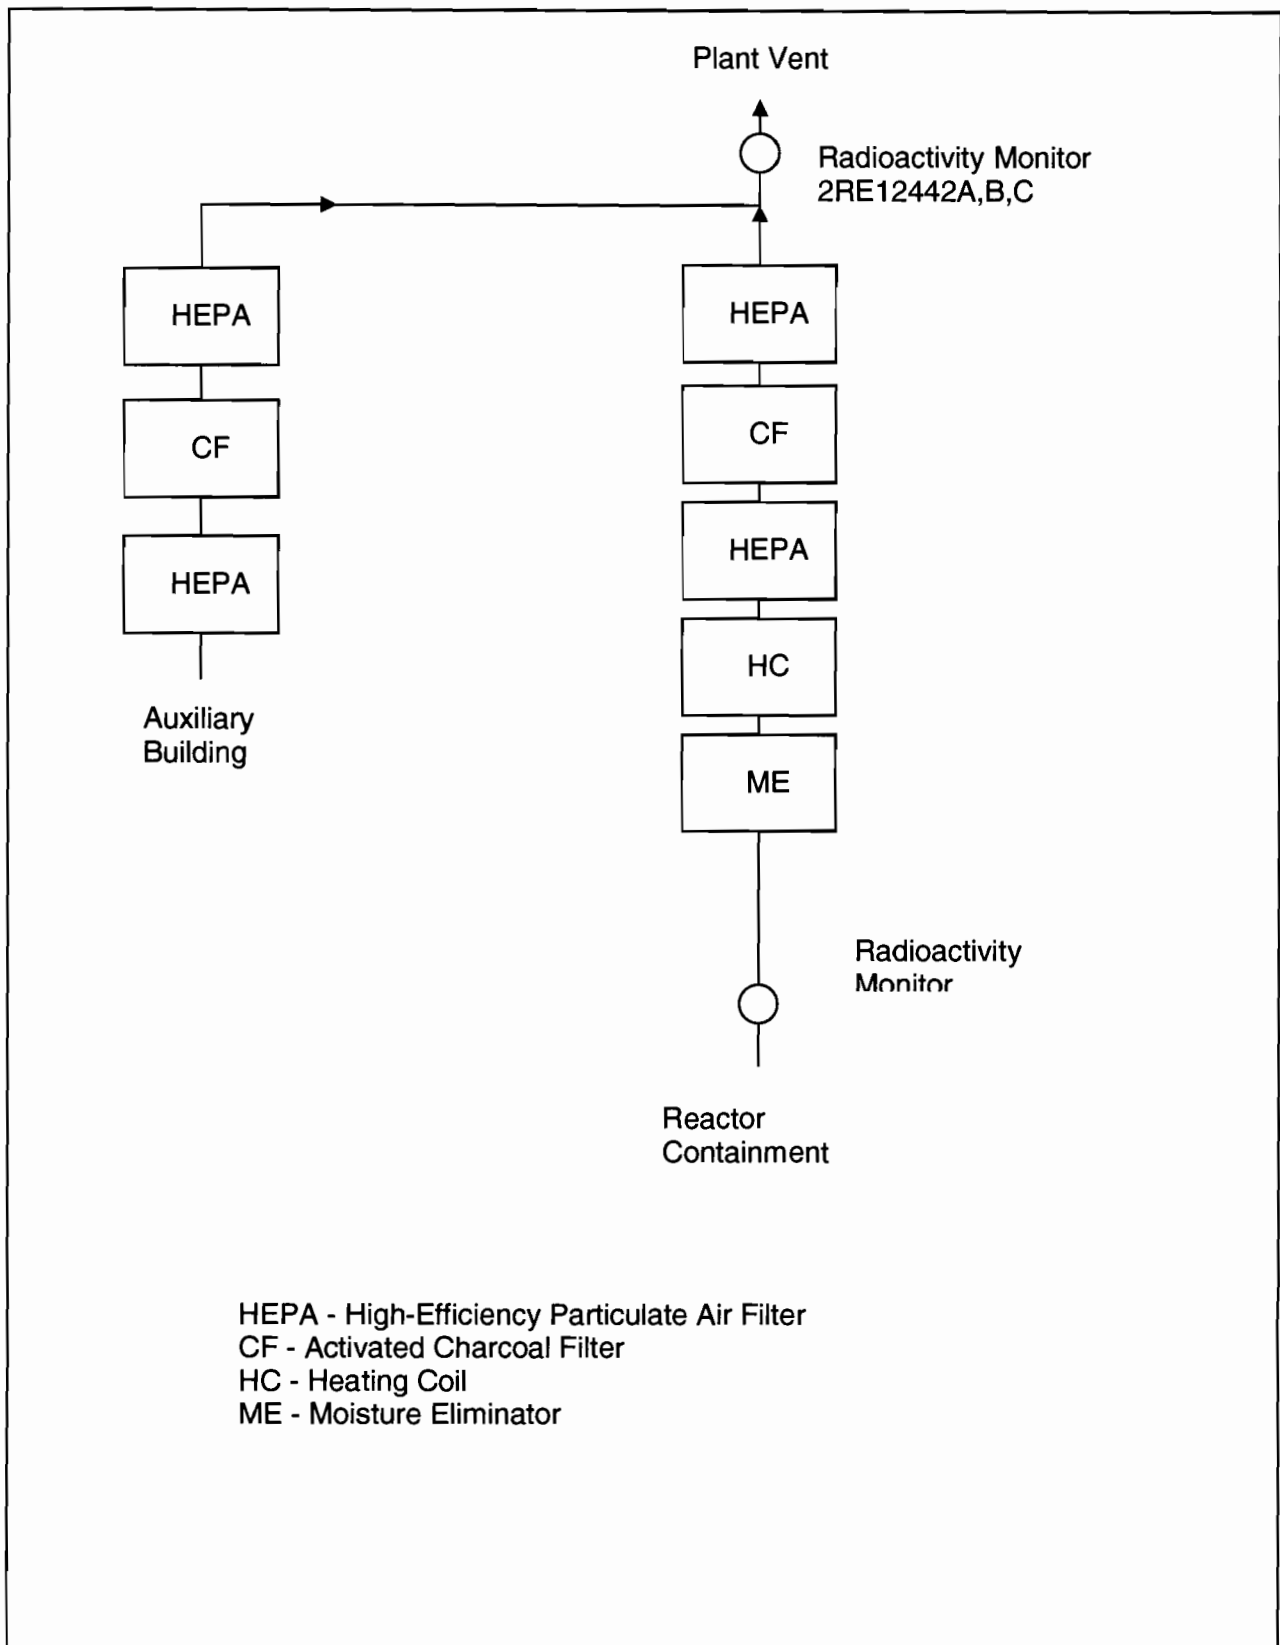 Plant Vent
Radioactivity Monitor
2RE12442A,B,C
HEPA
CF
HEPA
Auxiliary
Building
HEPA
CF
HEPA
HC
ME
Radioactivity
Monitor
Reactor
Containment
HEPA - High-Efficiency Particulate Air Filter
CF - Activated Charcoal Filter
HC - Heating Coil
ME - Moisture Eliminator